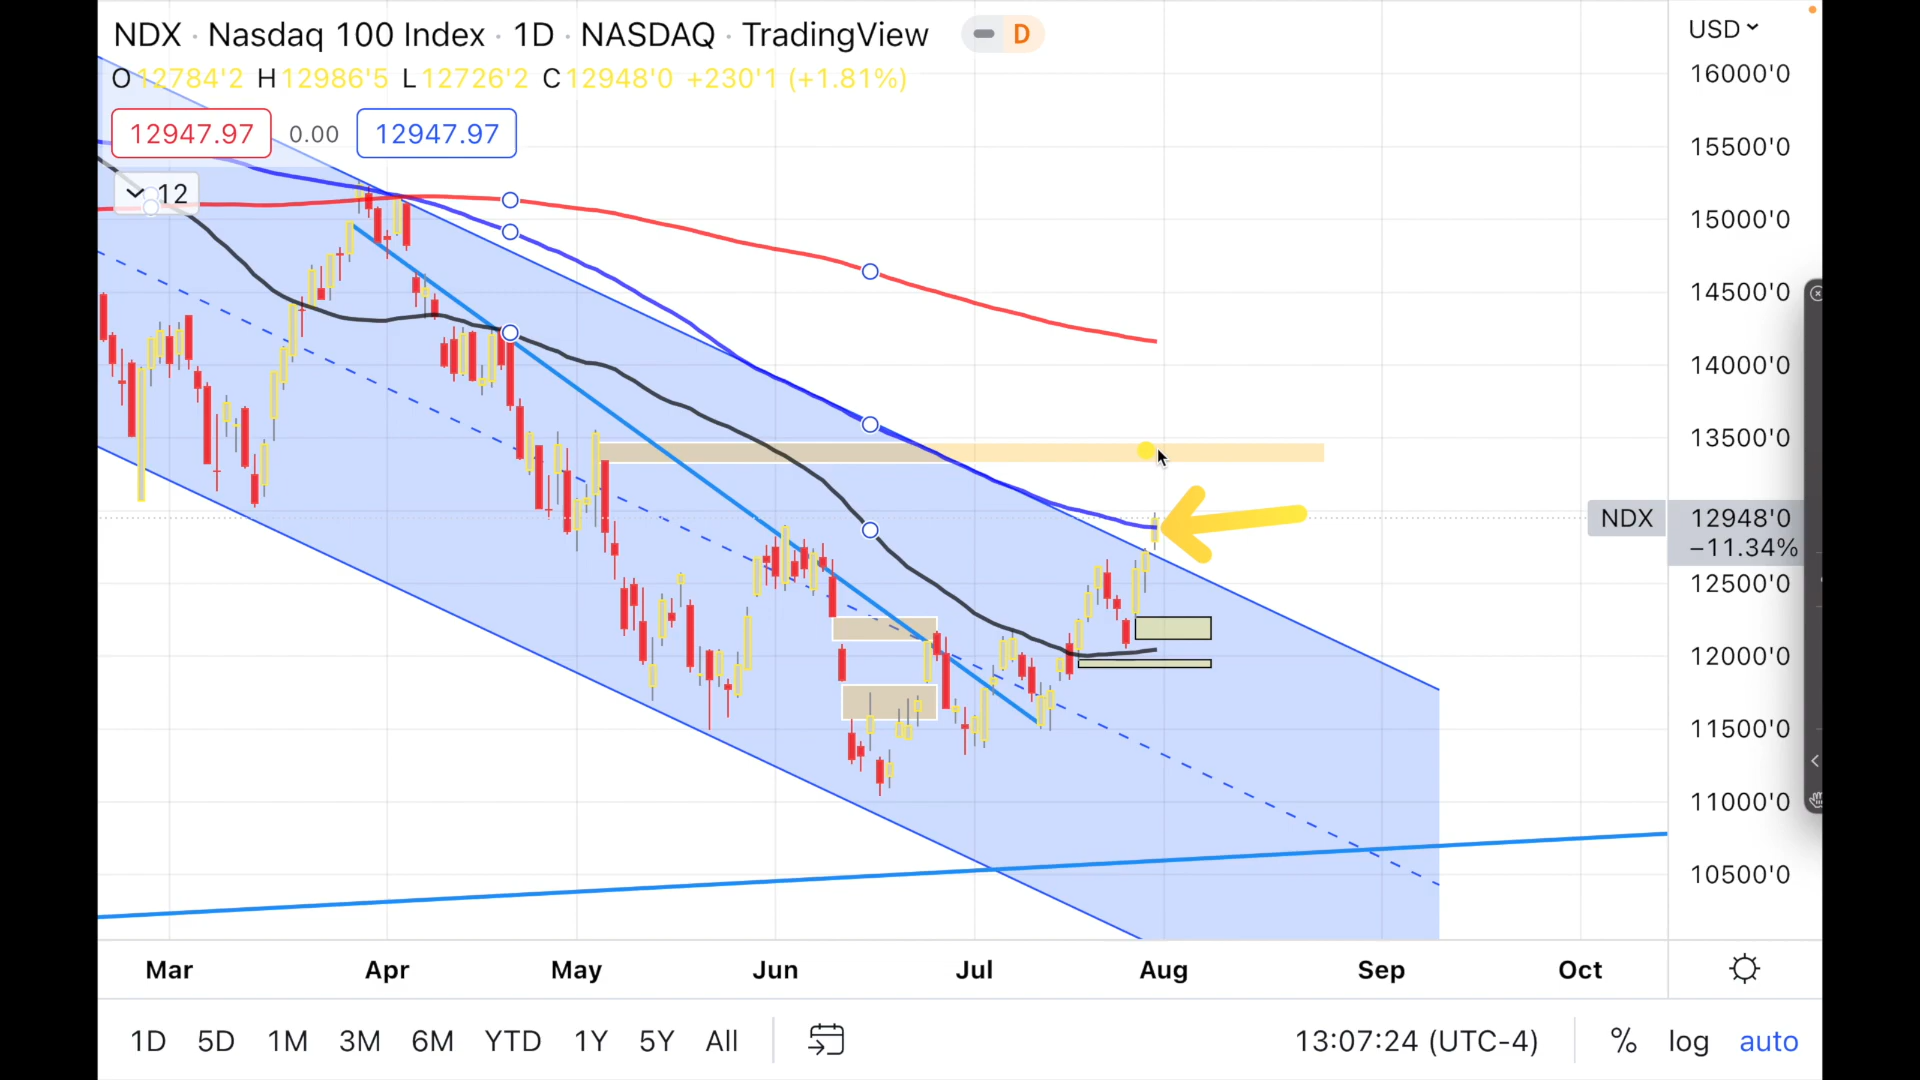 NDX · Nasdaq 100 Index · 1D · NASDAQ · TradingView D
O12784'2 H12986'5 L12726'2 C12948'0 +230'1 (+1.81%)
12947.97 0.00 12947.97
12
USD
16000'0
15500'0
15000'0
14500'0
14000'0
13500'0
NDX 12948'0
−11.34%
12500'0
12000'0
11500'0
11000'0
10500'0
Mar Apr May Jun Jul Aug Sep Oct
1D 5D 1M 3M 6M YTD 1Y 5Y All 13:07:24 (UTC-4) % log auto